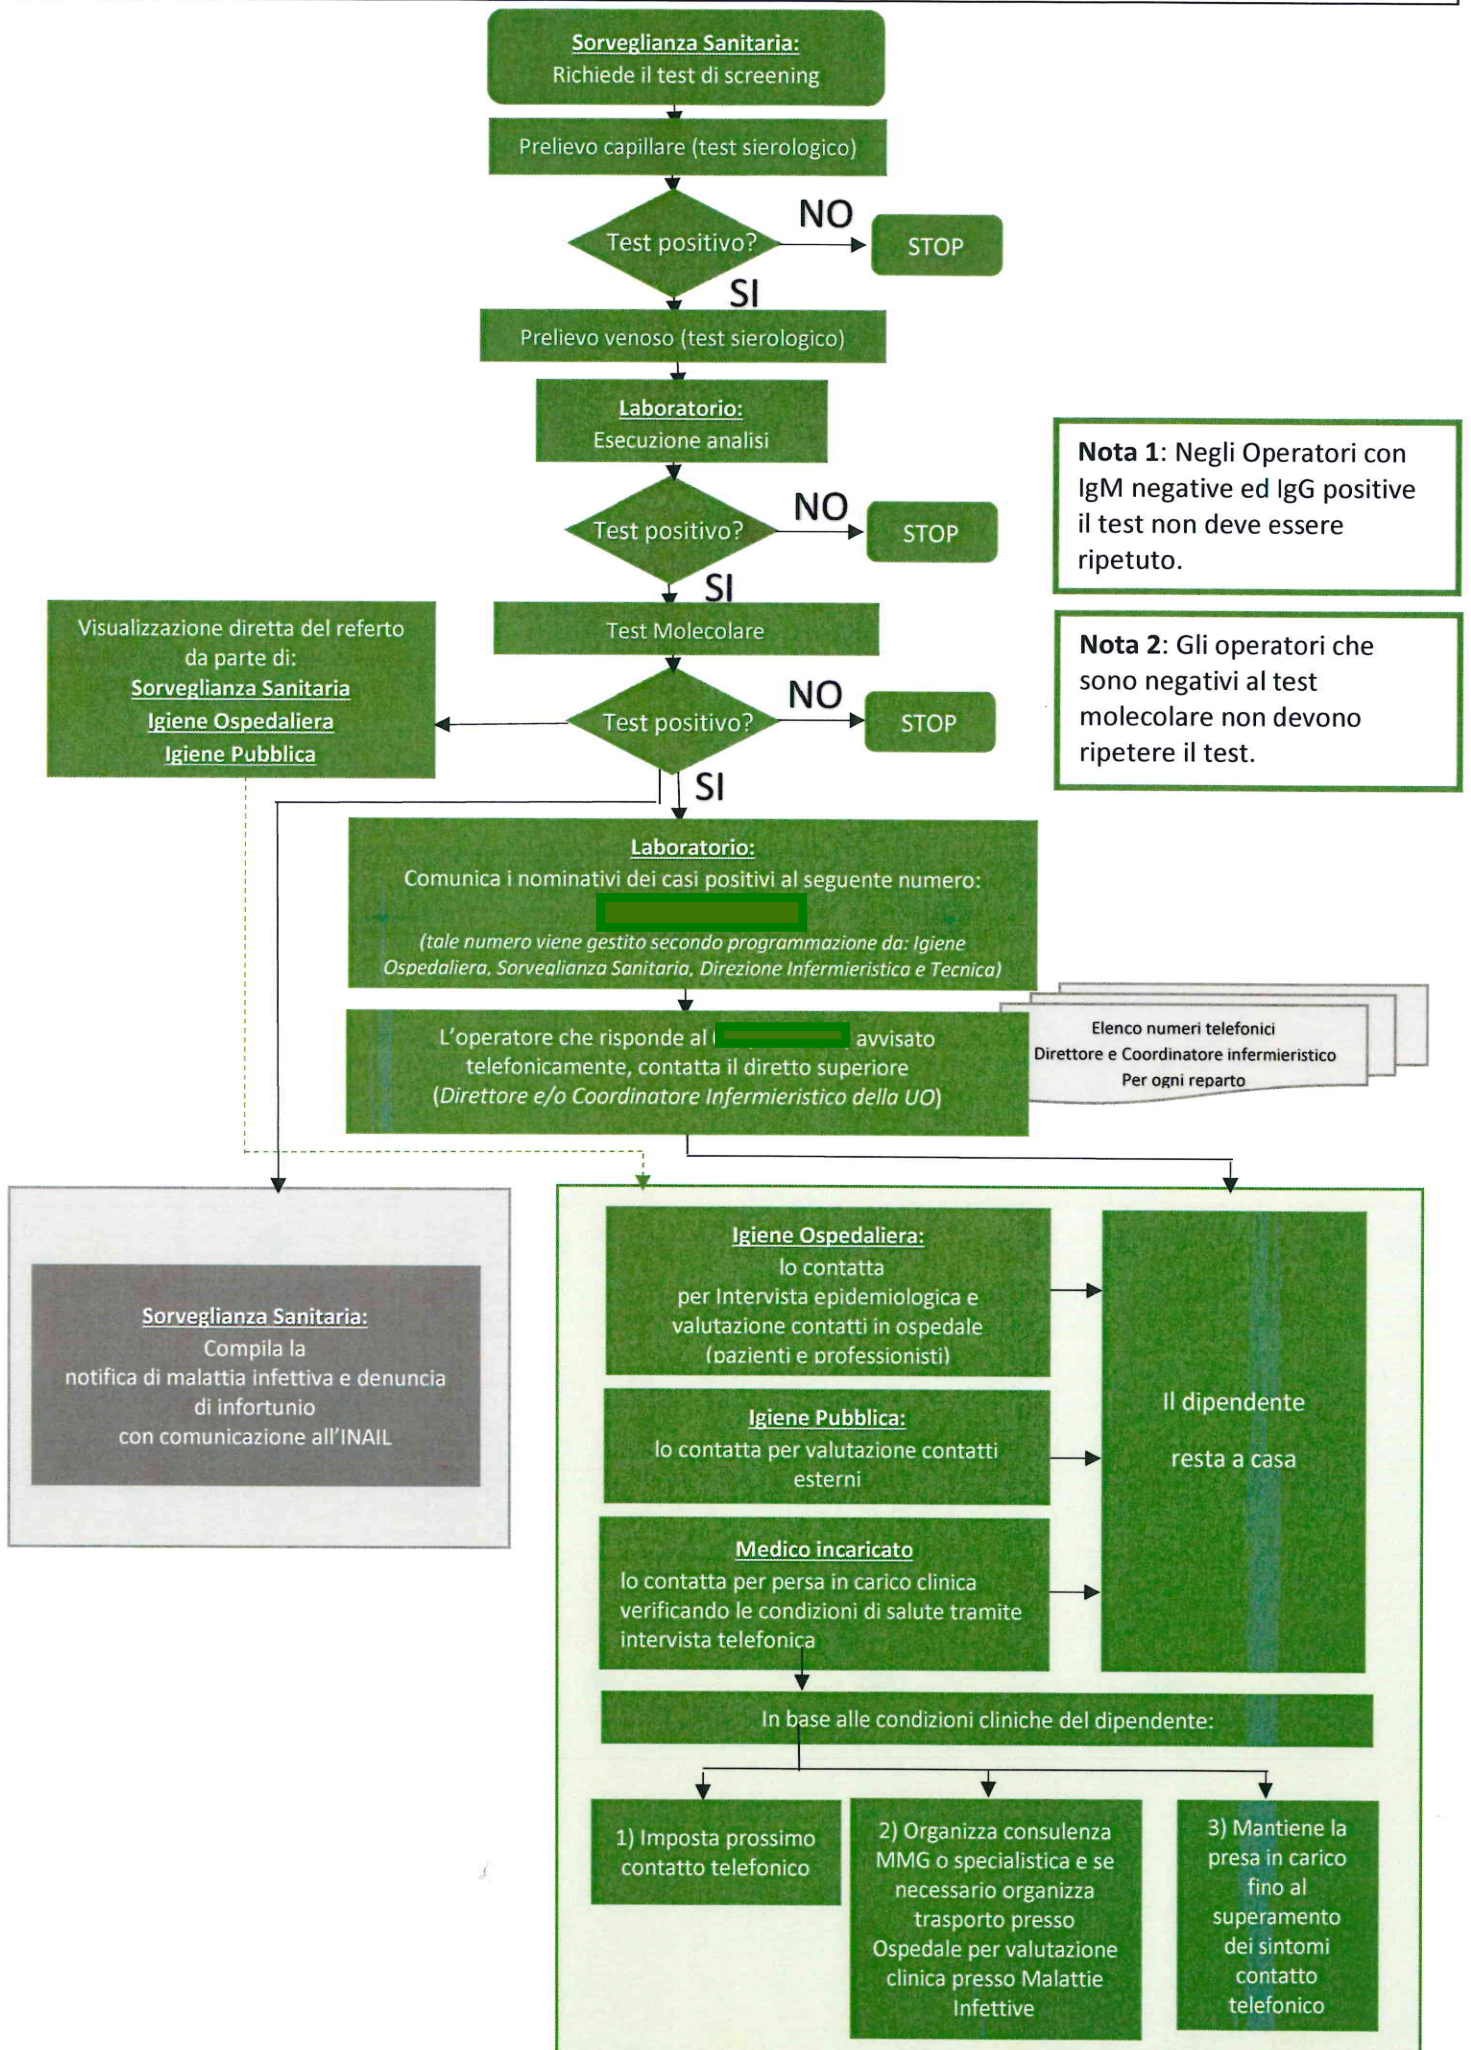 Sorveglianza Sanitaria:
Richiede il test di screening
Prelievo capillare (test sierologico)
Test positivo?
NO
STOP
SI
Prelievo venoso (test sierologico)
Laboratorio:
Esecuzione analisi
Test positivo?
NO
STOP
SI
Test Molecolare
Nota 1: Negli Operatori con
IgM negative ed IgG positive
il test non deve essere
ripetuto.
Nota 2: Gli operatori che
sono negativi al test
molecolare non devono
ripetere il test.
Visualizzazione diretta del referto
da parte di:
Sorveglianza Sanitaria
Igiene Ospedaliera
Igiene Pubblica
Test positivo?
NO
STOP
SI
Laboratorio:
Comunica i nominativi dei casi positivi al seguente numero:
(tale numero viene gestito secondo programmazione da: Igiene
Ospedaliera, Sorveglianza Sanitaria, Direzione Infermieristica e Tecnica)
L'operatore che risponde al avvisato
telefonicamente, contatta il diretto superiore
(Direttore e/o Coordinatore Infermieristico della UO)
Elenco numeri telefonici
Direttore e Coordinatore infermieristico
Per ogni reparto
Sorveglianza Sanitaria:
Compila la
notifica di malattia infettiva e denuncia
di infortunio
con comunicazione all'INAIL
Igiene Ospedaliera:
lo contatta
per Intervista epidemiologica e
valutazione contatti in ospedale
(pazienti e professionisti)
Igiene Pubblica:
lo contatta per valutazione contatti
esterni
Medico incaricato
lo contatta per persa in carico clinica
verificando le condizioni di salute tramite
intervista telefonica
Il dipendente
resta a casa
In base alle condizioni cliniche del dipendente:
1) Imposta prossimo
contatto telefonico
2) Organizza consulenza
MMG o specialistica e se
necessario organizza
trasporto presso
Ospedale per valutazione
clinica presso Malattie
Infettive
3) Mantiene la
presa in carico
fino al
superamento
dei sintomi
contatto
telefonico